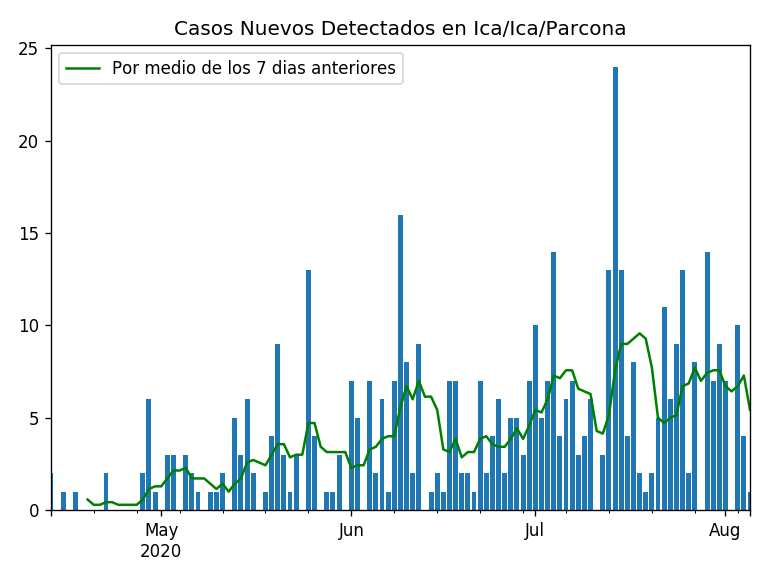 Casos Nuevos Detectados en Ica/Ica/Parcona
Por medio de los 7 dias anteriores
25
20
15
10
5
0
May
2020
Jun
Jul
Aug